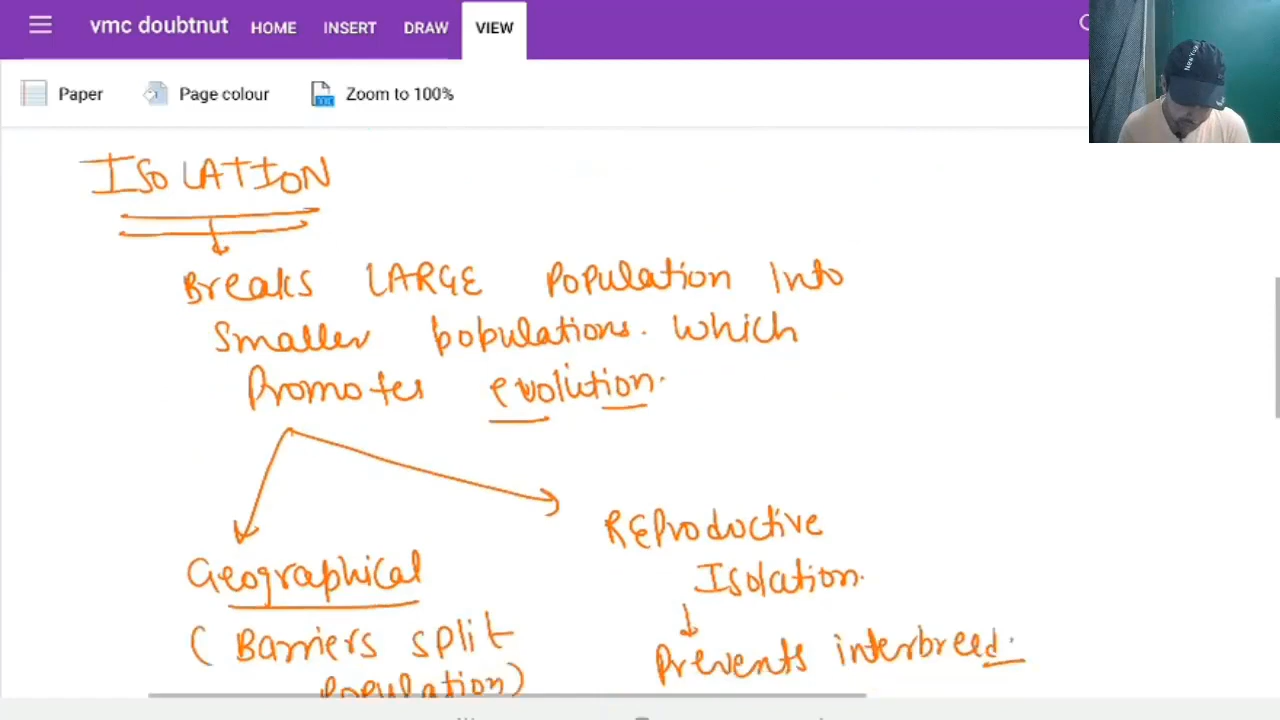 vmc doubtnut HOME INSERT DRAW VIEW
Paper Page colour Zoom to 100%
ISOLATION
Breaks LARGE Population Into
Smaller populations. which
Promotes evolution.
Reproductive
Isolation.
Geographical
(Barriers split
Population)
Prevents interbreed.